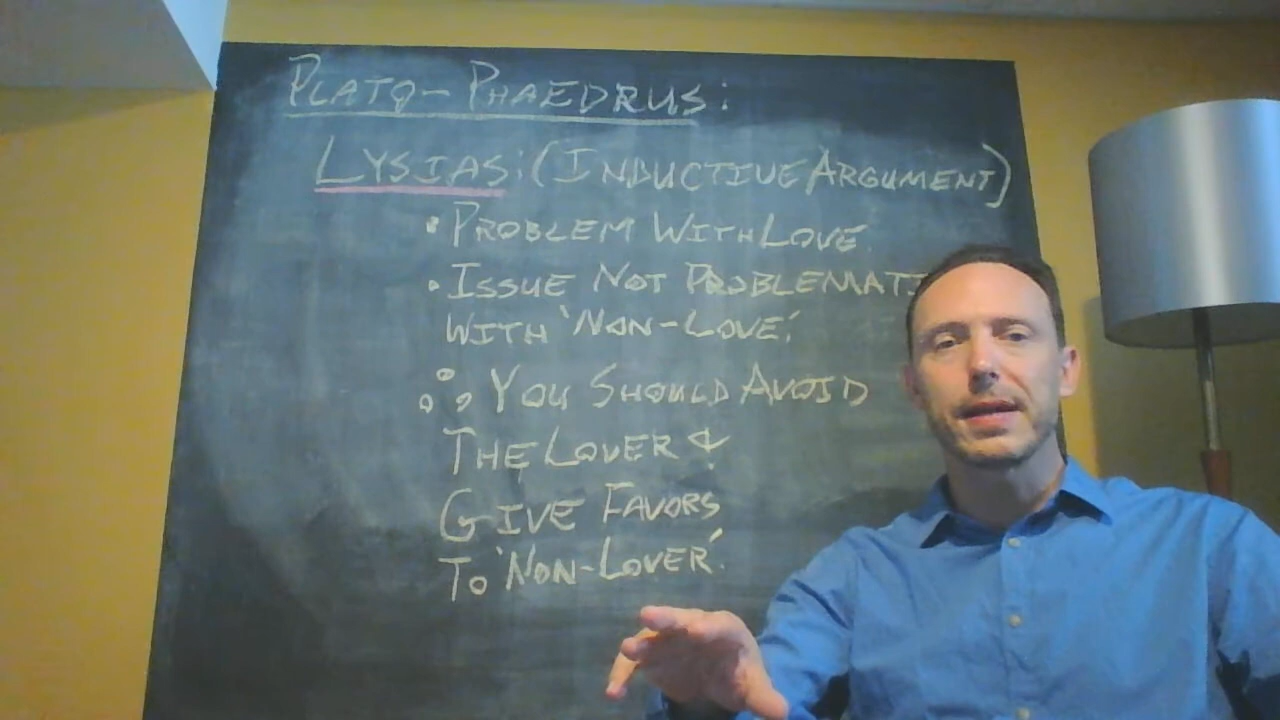 PLATO-PHAEDRUS:
LYSIAS: (INDUCTIVE ARGUMENT)
• PROBLEM WITH LOVE.
• ISSUE NOT PROBLEMAT
WITH 'NON-LOVE.'
∴ YOU SHOULD AVOID
THE LOVER &
GIVE FAVORS
TO 'NON-LOVER.'